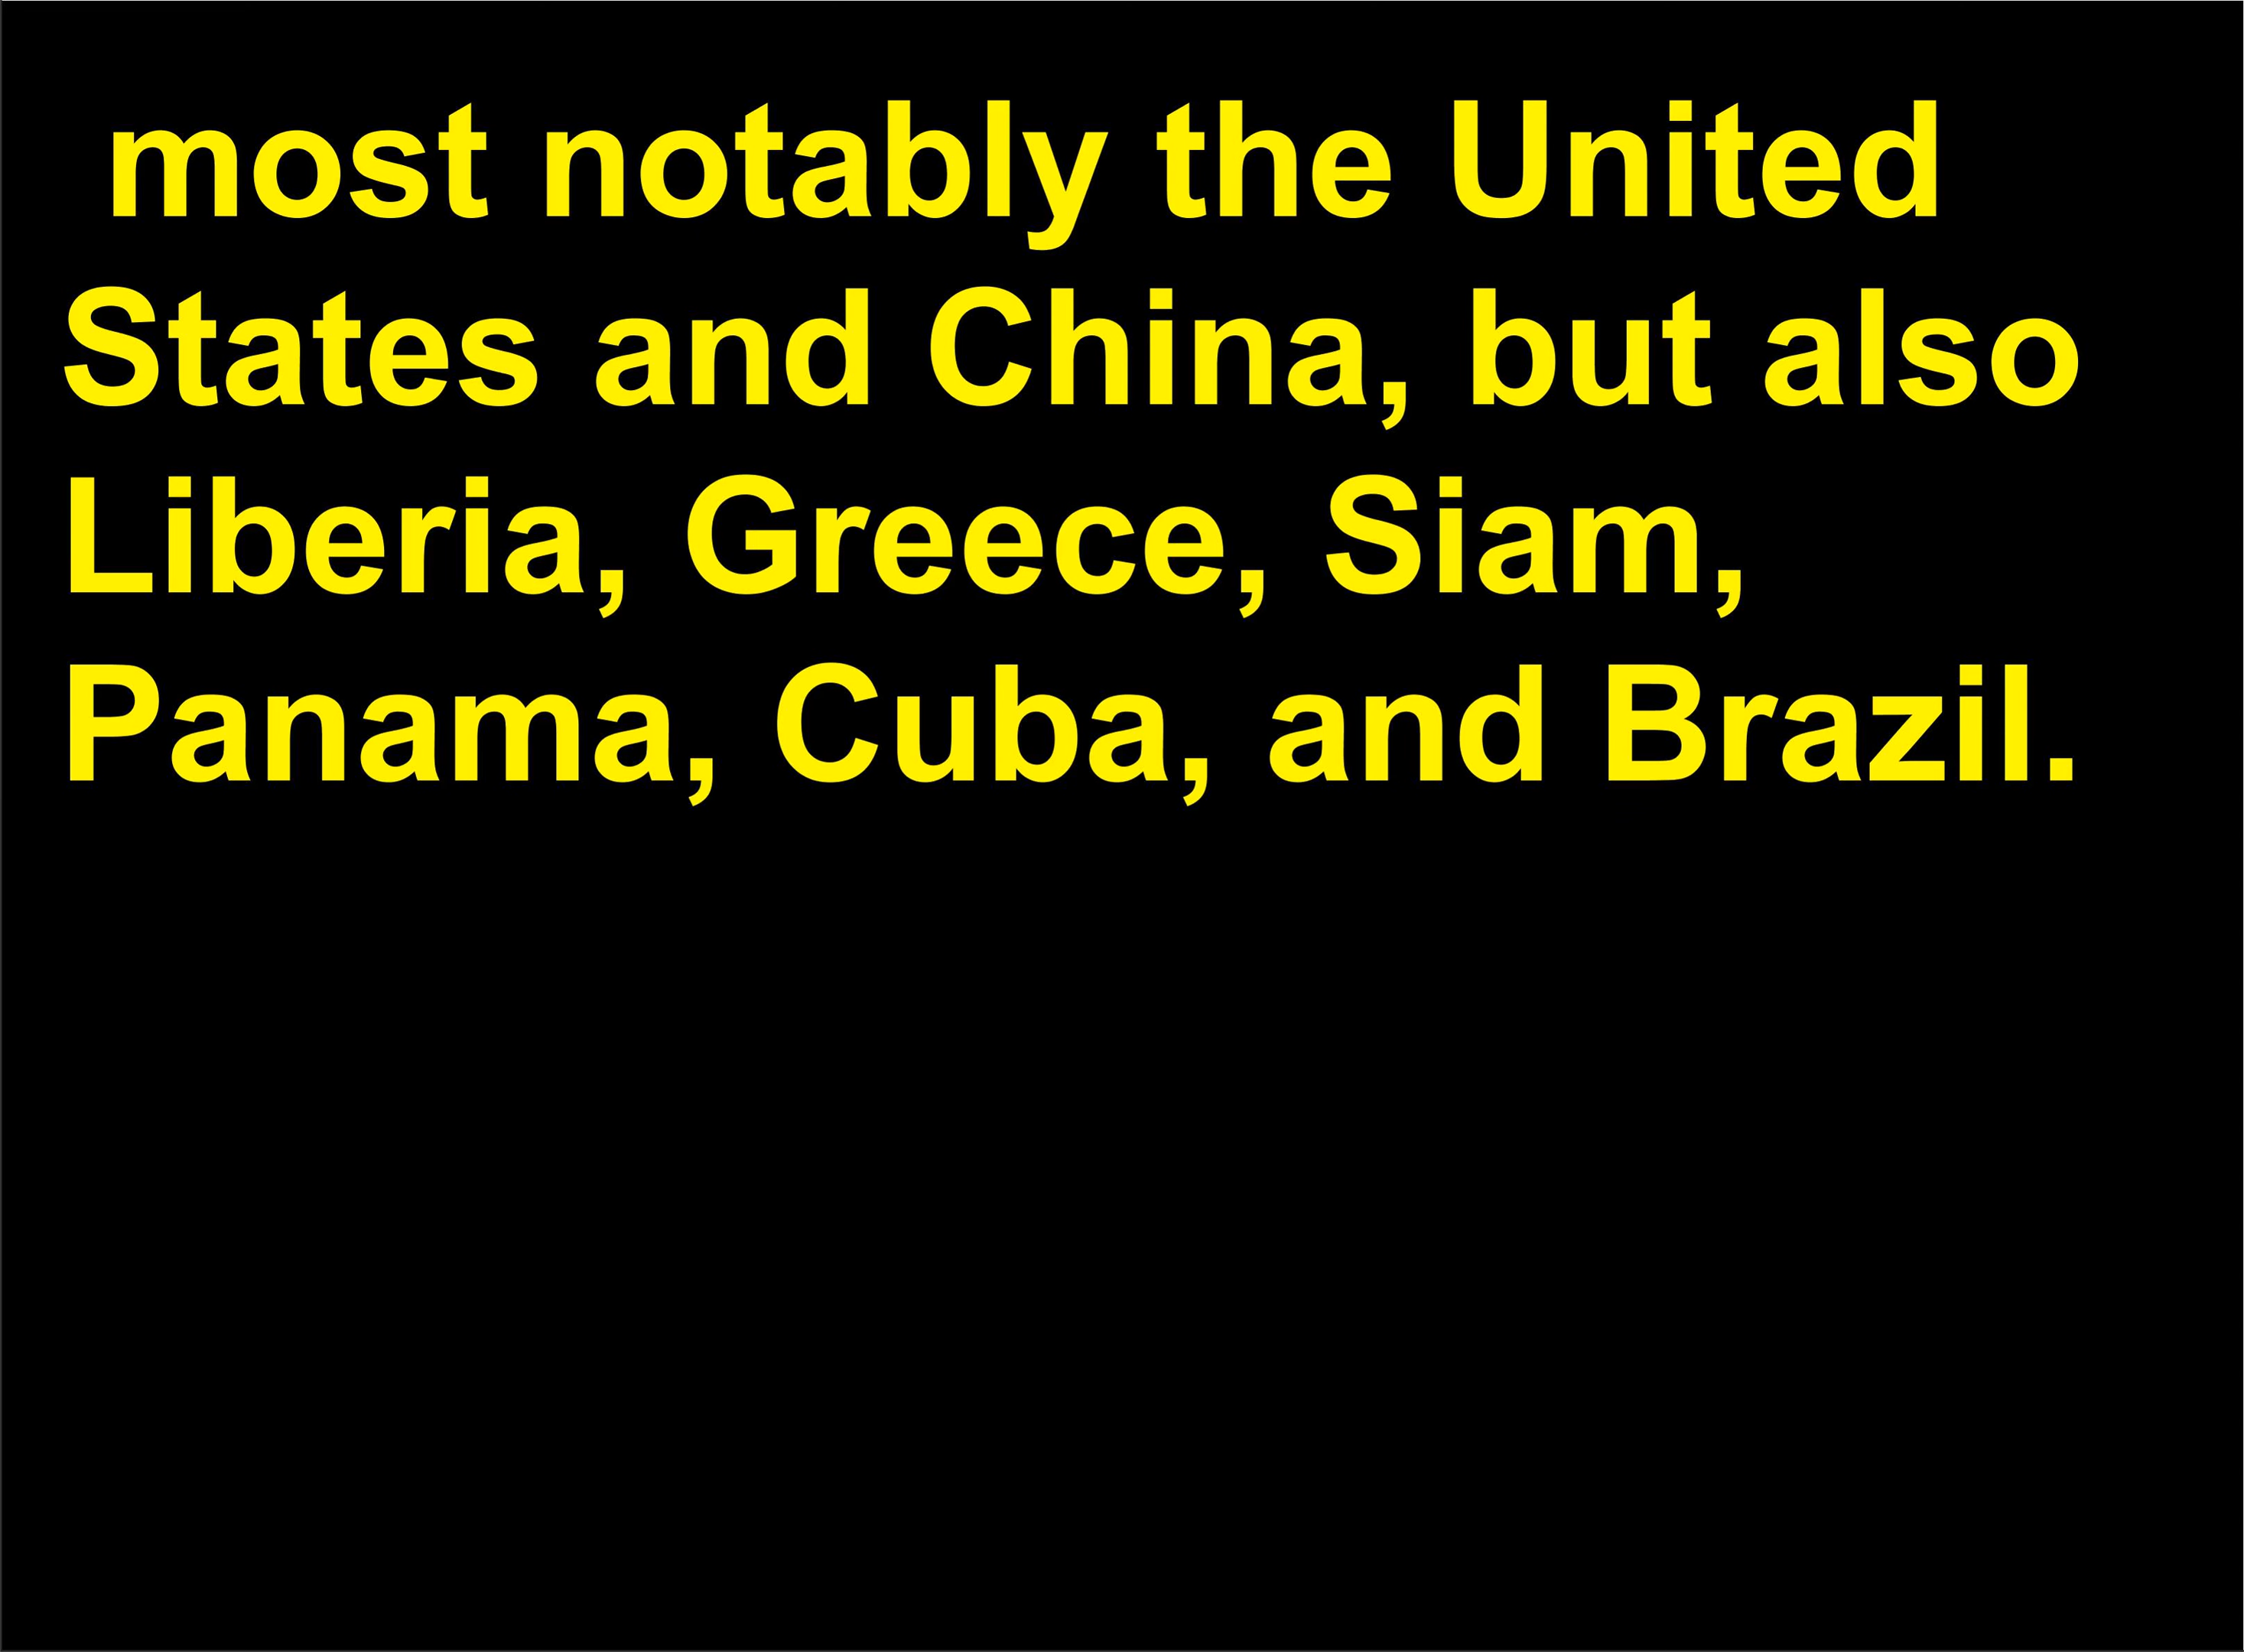 most notably the United
States and China, but also
Liberia, Greece, Siam,
Panama, Cuba, and Brazil.